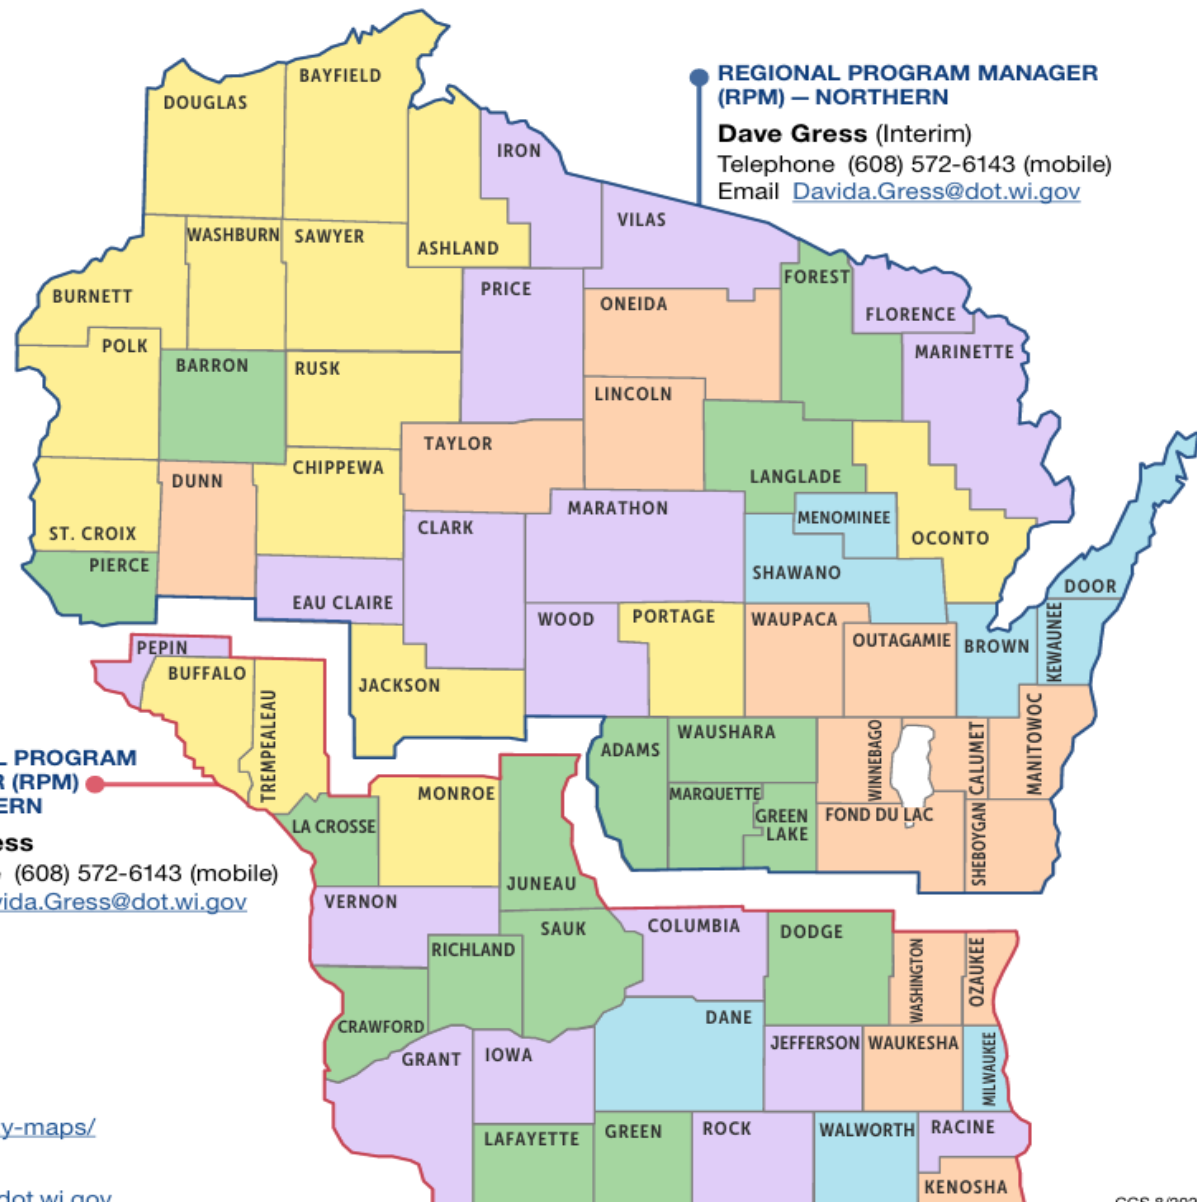 REGIONAL PROGRAM MANAGER
(RPM) — NORTHERN
Dave Gress (Interim)
Telephone (608) 572-6143 (mobile)
Email Davida.Gress@dot.wi.gov
BAYFIELD
DOUGLAS
IRON
VILAS
WASHBURN
SAWYER
ASHLAND
FOREST
BURNETT
PRICE
ONEIDA
FLORENCE
POLK
MARINETTE
BARRON
RUSK
LINCOLN
TAYLOR
CHIPPEWA
DUNN
LANGLADE
MARATHON
MENOMINEE
CLARK
ST. CROIX
OCONTO
PIERCE
SHAWANO
DOOR
EAU CLAIRE
WOOD
PORTAGE
WAUPACA
OUTAGAMIE
BROWN
KEWAUNEE
PEPIN
BUFFALO
JACKSON
TREMPEALEAU
WAUSHARA
ADAMS
WINNEBAGO
CALUMET
MANITOWOC
L PROGRAM
R (RPM)
ERN
MONROE
MARQUETTE
GREEN
LAKE
FOND DU LAC
SHEBOYGAN
LA CROSSE
ess
(608) 572-6143 (mobile)
vida.Gress@dot.wi.gov
JUNEAU
VERNON
SAUK
COLUMBIA
DODGE
RICHLAND
WASHINGTON
OZAUKEE
CRAWFORD
DANE
GRANT
IOWA
JEFFERSON
WAUKESHA
MILWAUKEE
y-maps/
LAFAYETTE
GREEN
ROCK
WALWORTH
RACINE
KENOSHA
dot.wi.gov